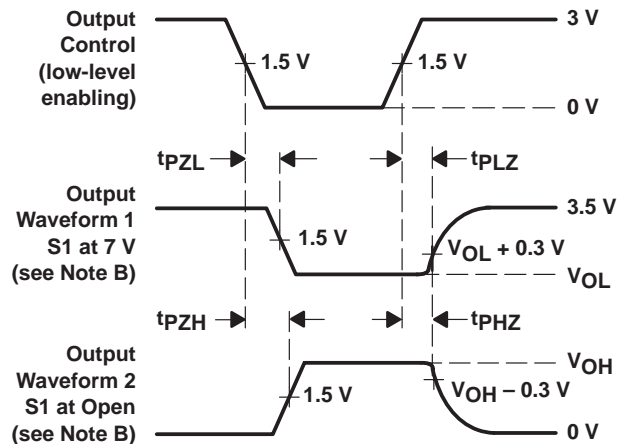 Output
Control
(low-level
enabling)
1.5 V
1.5 V
3 V
0 V
tPZL
tPLZ
Output
Waveform 1
S1 at 7 V
(see Note B)
1.5 V
3.5 V
VOL + 0.3 V
VOL
tPZH
tPHZ
Output
Waveform 2
S1 at Open
(see Note B)
1.5 V
VOH
VOH – 0.3 V
0 V